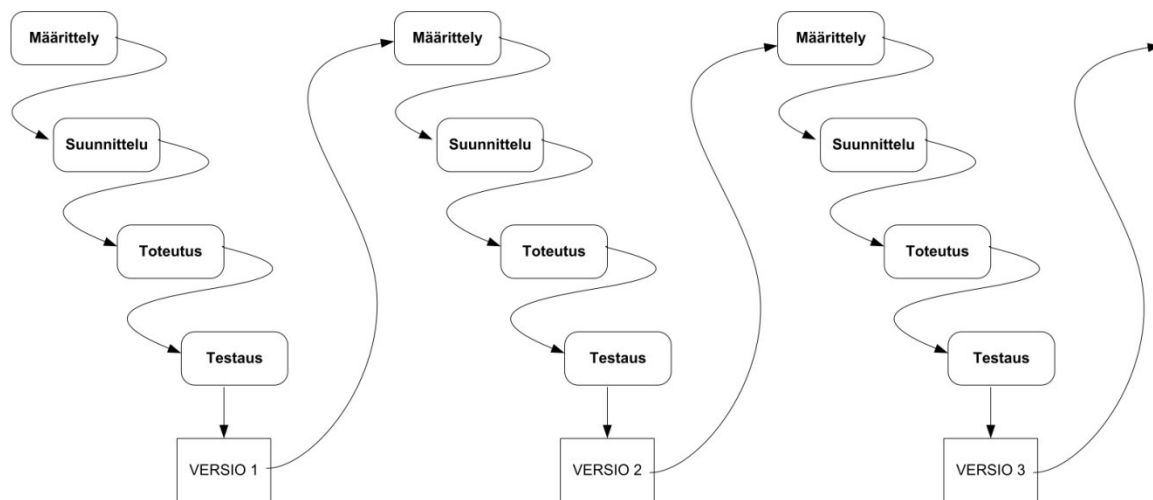 Määrittely
Suunnittelu
Toteutus
Testaus
VERSIO 1
Määrittely
Suunnittelu
Toteutus
Testaus
VERSIO 2
Määrittely
Suunnittelu
Toteutus
Testaus
VERSIO 3